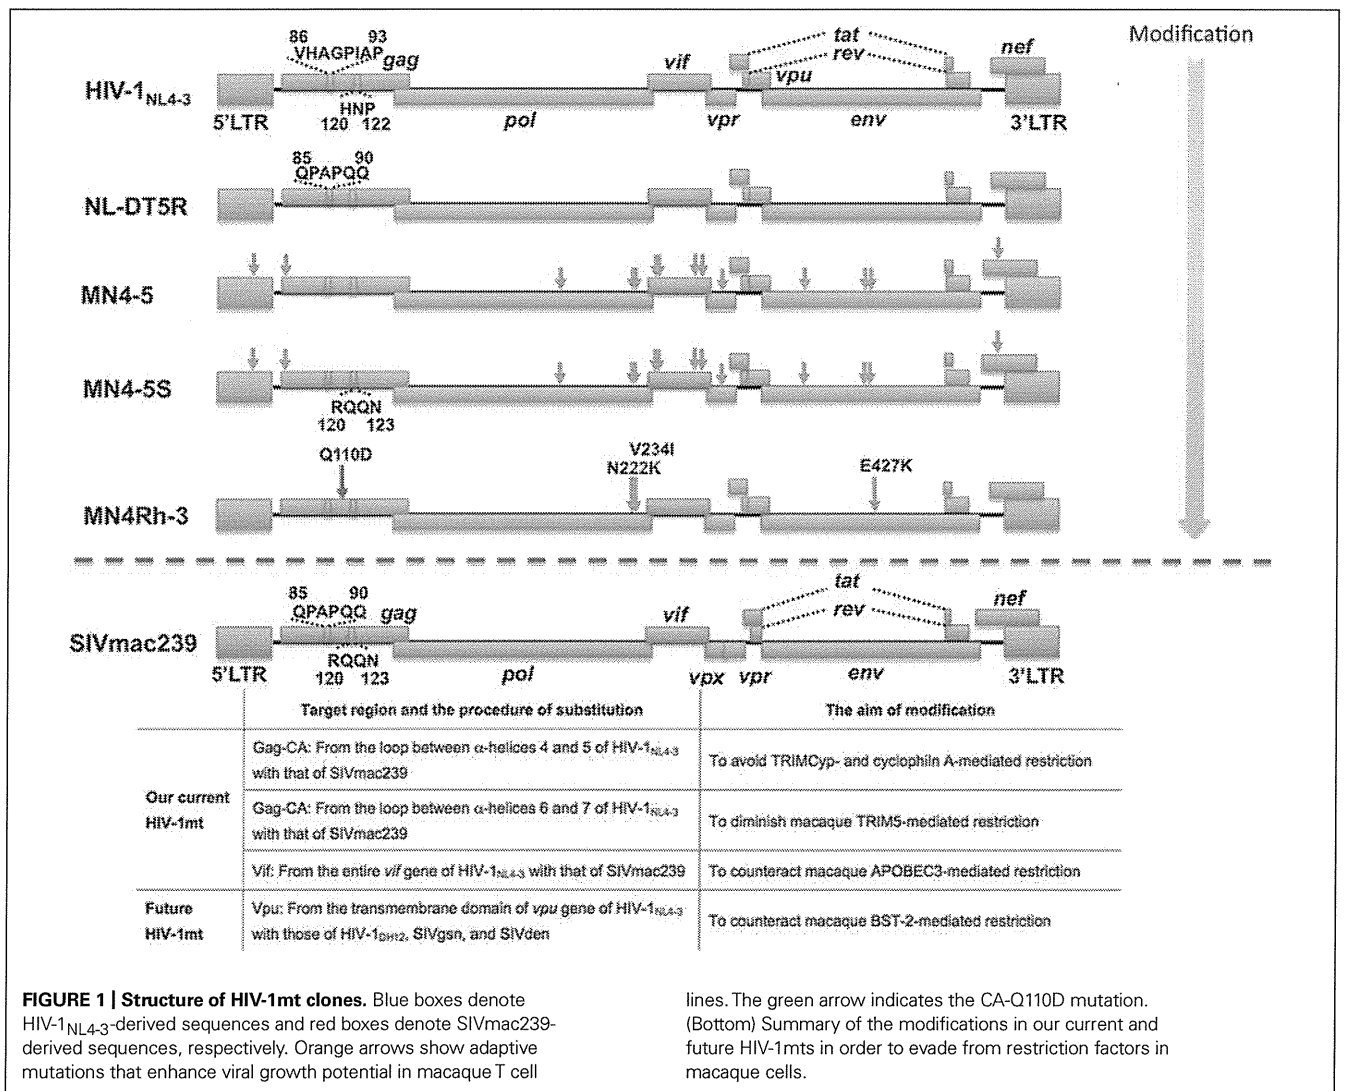 Modification
86 93
VHAGPIAP
gag
vif
tat
rev
vpu
nef
HIV-1NL4-3
HNP
120 122
5'LTR
pol
vpr
env
3'LTR
85 90
QPAPQQ
NL-DT5R
MN4-5
MN4-5S
RQQN
120 123
Q110D
V234I
N222K
E427K
MN4Rh-3
85 90
QPAPQQ
gag
vif
tat
rev
nef
SIVmac239
RQQN
120 123
5'LTR
pol
vpx
vpr
env
3'LTR
Target region and the procedure of substitution
The aim of modification
Our current
HIV-1mt
Gag-CA: From the loop between α-helices 4 and 5 of HIV-1NL4-3
with that of SIVmac239
To avoid TRIMCyp- and cyclophiln A-mediated restriction
Gag-CA: From the loop between α-helices 6 and 7 of HIV-1NL4-3
with that of SIVmac239
To diminish macaque TRIM5-mediated restriction
Vif: From the entire vif gene of HIV-1NL4-3 with that of SIVmac239
To counteract macaque APOBEC3-mediated restriction
Future
HIV-1mt
Vpu: From the transmembrane domain of vpu gene of HIV-1NL4-3
with those of HIV-1DH12, SIVgsn, and SIVden
To counteract macaque BST-2-mediated restriction
FIGURE 1 | Structure of HIV-1mt clones. Blue boxes denote
HIV-1NL4-3-derived sequences and red boxes denote SIVmac239-
derived sequences, respectively. Orange arrows show adaptive
mutations that enhance viral growth potential in macaque T cell
lines. The green arrow indicates the CA-Q110D mutation.
(Bottom) Summary of the modifications in our current and
future HIV-1mts in order to evade from restriction factors in
macaque cells.